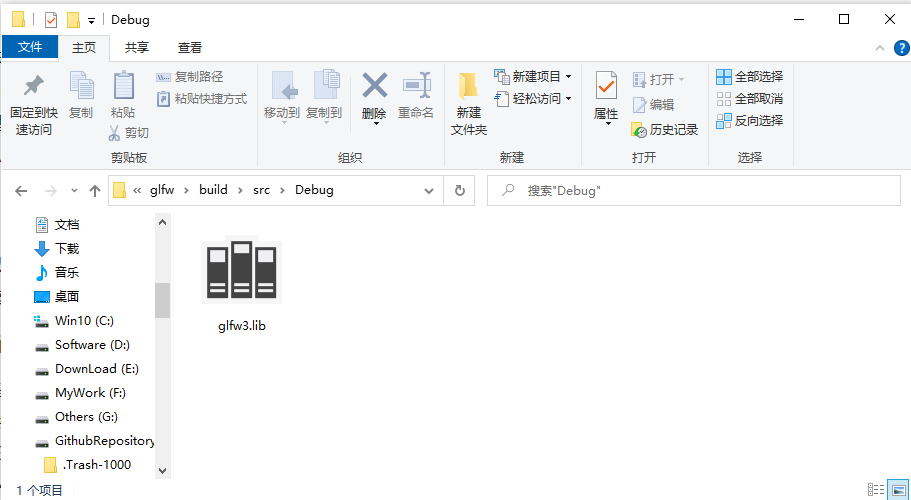 Debug
文件 主页 共享 查看
固定到快速访问
复制
粘贴
复制路径
粘贴快捷方式
剪切
剪贴板
移动到
复制到
删除
重命名
组织
新建
文件夹
新建项目
轻松访问
新建
属性
打开
编辑
历史记录
打开
全部选择
全部取消
反向选择
选择
« glfw › build › src › Debug
搜索"Debug"
文档
下载
音乐
桌面
Win10 (C:)
Software (D:)
DownLoad (E:)
MyWork (F:)
Others (G:)
GithubRepository
.Trash-1000
glfw3.lib
1 个项目